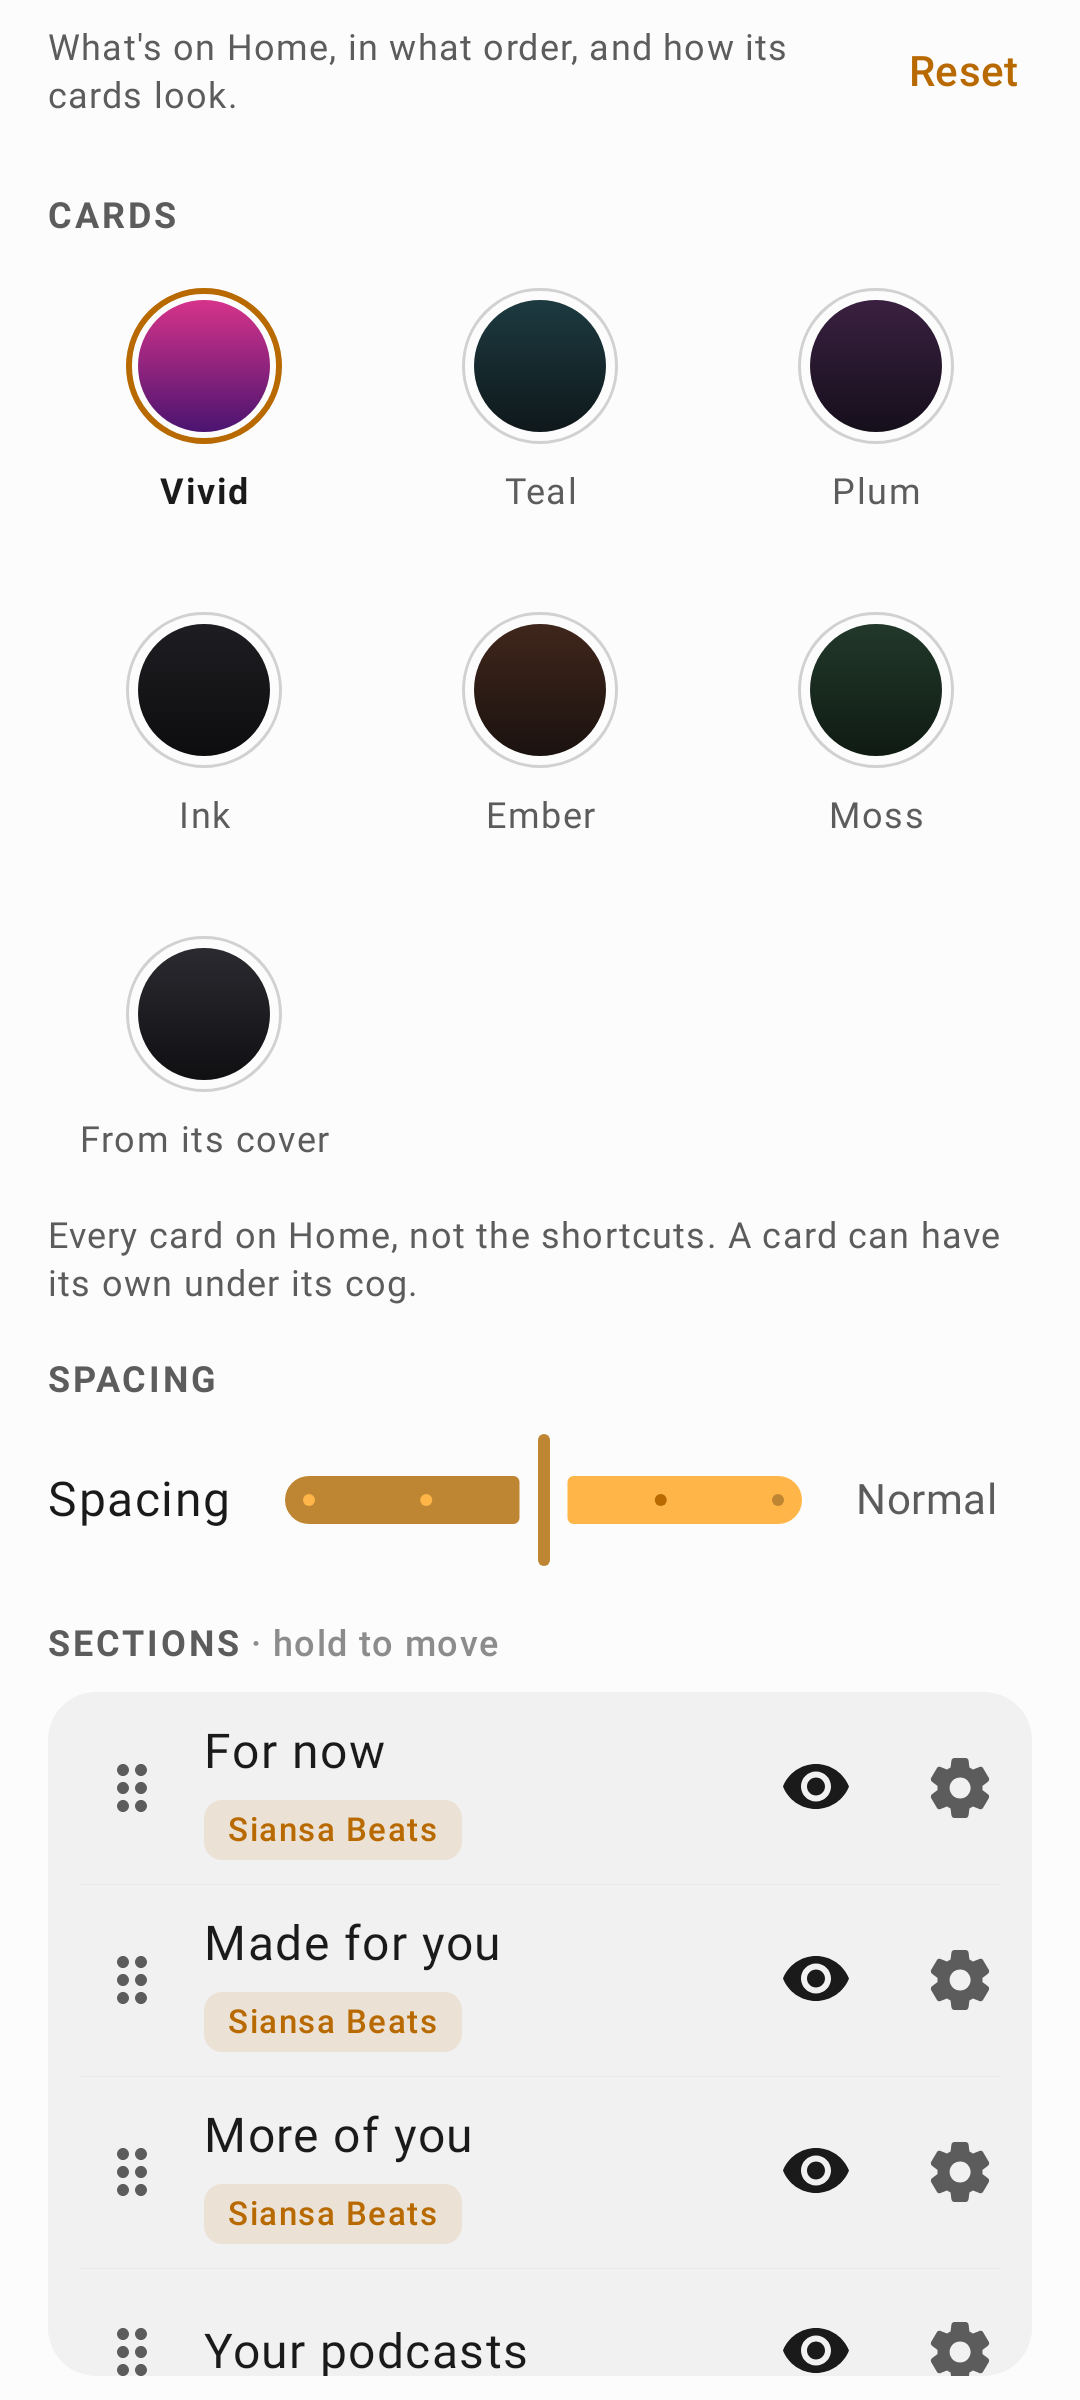 What's on Home, in what order, and how its
cards look.
Reset
CARDS
Vivid
Teal
Plum
Ink
Ember
Moss
From its cover
Every card on Home, not the shortcuts. A card can have
its own under its cog.
SPACING
Spacing
Normal
SECTIONS · hold to move
For now
Siansa Beats
Made for you
Siansa Beats
More of you
Siansa Beats
Your podcasts